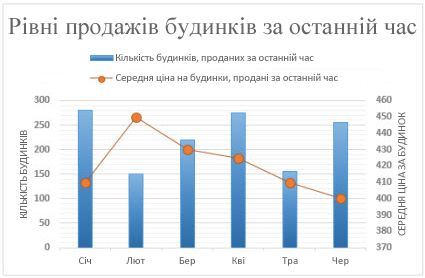 Рівні продажів будинків за останній час
Кількість будинків, проданих за останній час
Середня ціна на будинки, продані за останній час
300
250
200
150
100
50
0
КІЛЬКІСТЬ БУДИНКІВ
460
450
440
430
420
410
400
390
380
370
СЕРЕДНЯ ЦІНА ЗА БУДИНОК
Січ Лют Бер Кві Тра Чер